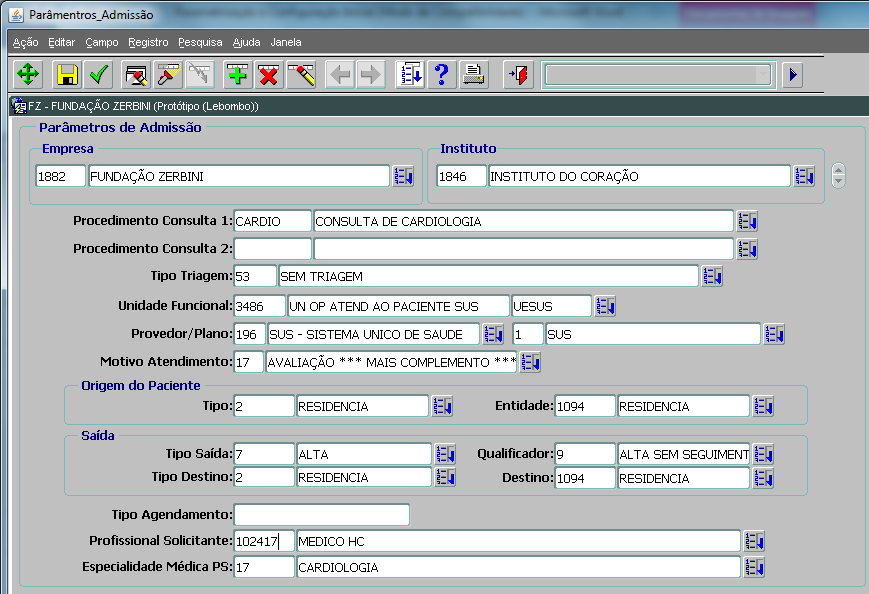 Parâmentros_Admissão
Ação Editar Campo Registro Pesquisa Ajuda Janela
FZ - FUNDAÇÃO ZERBINI (Protótipo (Lebombo))
Parâmetros de Admissão
Empresa
1882 FUNDAÇÃO ZERBINI
Instituto
1846 INSTITUTO DO CORAÇÃO
Procedimento Consulta 1: CARDIO CONSULTA DE CARDIOLOGIA
Procedimento Consulta 2:
Tipo Triagem: 53 SEM TRIAGEM
Unidade Funcional: 3486 UN OP ATEND AO PACIENTE SUS UESUS
Provedor/Plano: 196 SUS - SISTEMA UNICO DE SAUDE 1 SUS
Motivo Atendimento: 17 AVALIAÇÃO *** MAIS COMPLEMENTO ***
Origem do Paciente
Tipo: 2 RESIDENCIA Entidade: 1094 RESIDENCIA
Saída
Tipo Saída: 7 ALTA Qualificador: 9 ALTA SEM SEGUIMENT
Tipo Destino: 2 RESIDENCIA Destino: 1094 RESIDENCIA
Tipo Agendamento:
Profissional Solicitante: 102417 MEDICO HC
Especialidade Médica PS: 17 CARDIOLOGIA